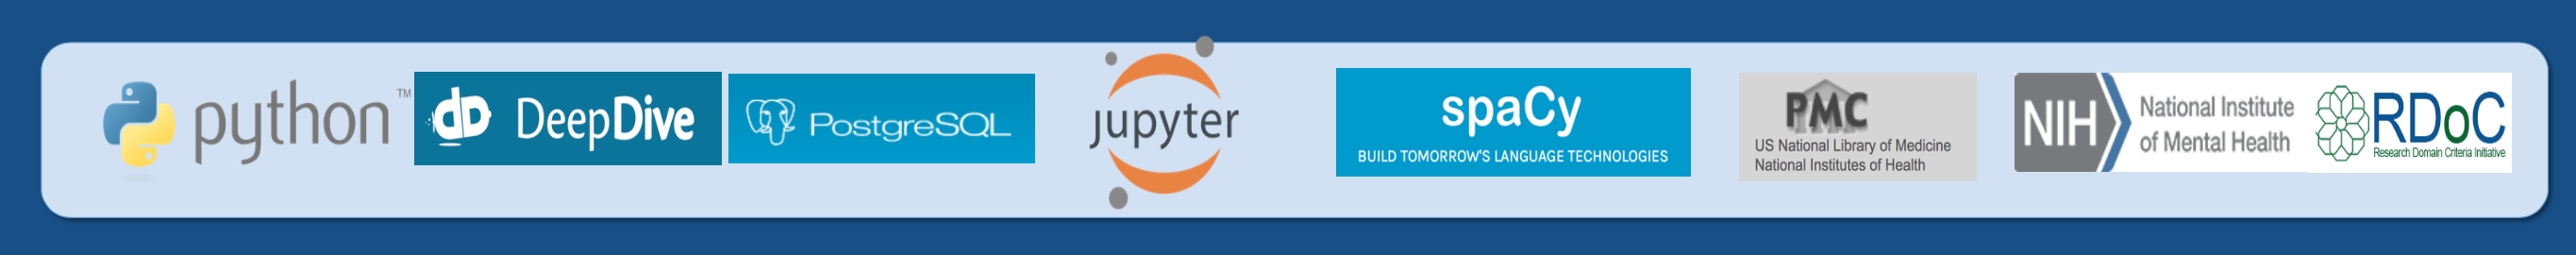 python™
dp DeepDive
PostgreSQL
jupyter
spaCy
BUILD TOMORROW'S LANGUAGE TECHNOLOGIES
PMC
US National Library of Medicine
National Institutes of Health
NIH
National Institute
of Mental Health
RDoC
Research Domain Criteria Initiative